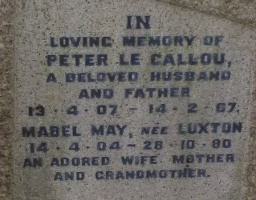 IN
LOVING MEMORY OF
PETER LE CALLOU,
A BELOVED HUSBAND
AND FATHER
13 - 4 - 07 - 14 - 2 - 67.
MABEL MAY, NÉE LUXTON
14 - 4 - 04 - 28 - 10 - 80
AN ADORED WIFE MOTHER
AND GRANDMOTHER.